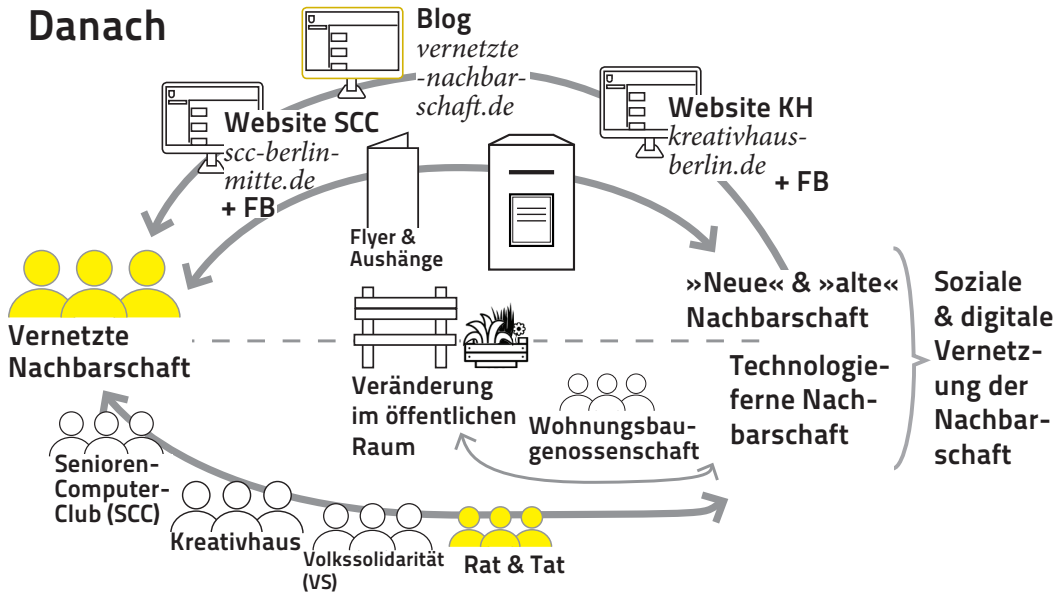 Danach
Blog
vernetzte
-nachbar-
schaft.de
Website SCC
scc-berlin-
mitte.de
+ FB
Website KH
kreativhaus-
berlin.de
+ FB
Flyer &
Aushänge
Vernetzte
Nachbarschaft
»Neue« & »alte«
Nachbarschaft
Technologie-
ferne Nach-
barschaft
Soziale
& digitale
Vernetz-
ung der
Nachbar-
schaft
Veränderung
im öffentlichen
Raum
Wohnungsbau-
genossenschaft
Senioren-
Computer-
Club (SCC)
Kreativhaus
Volkssolidarität
(VS)
Rat & Tat